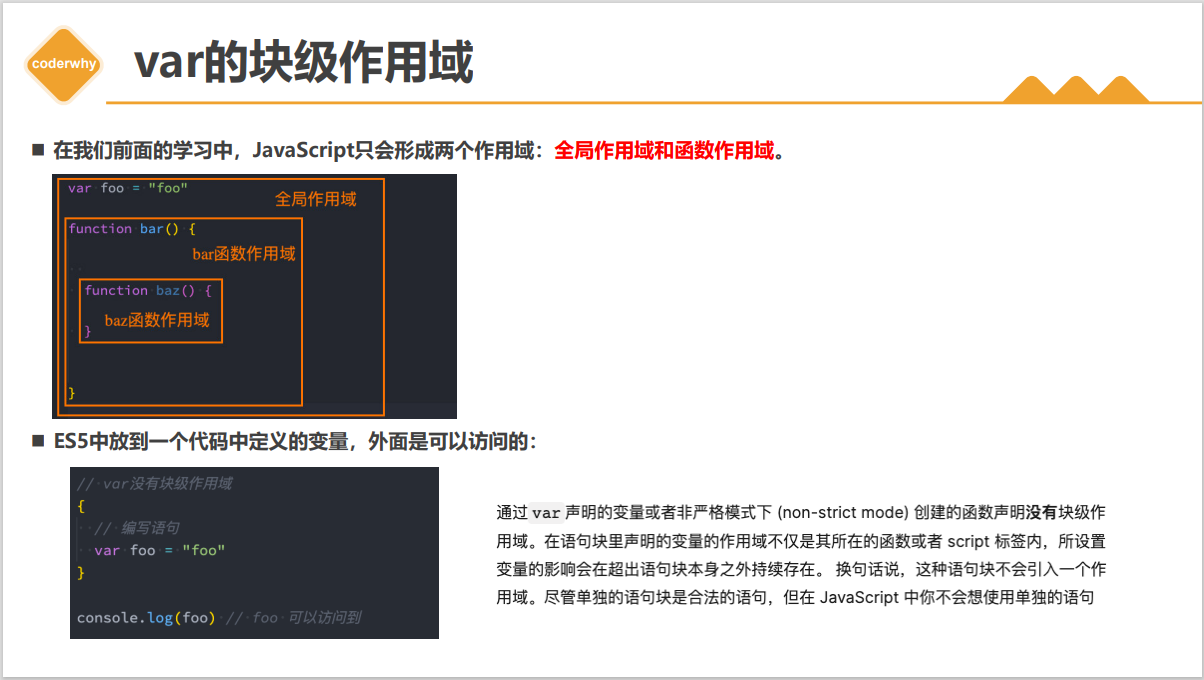 coderwhy
var的块级作用域
在我们前面的学习中，JavaScript只会形成两个作用域：全局作用域和函数作用域。
var foo = "foo"
全局作用域
function bar() {
bar函数作用域
function baz() {
baz函数作用域
}
}
ES5中放到一个代码中定义的变量，外面是可以访问的：
// var没有块级作用域
{
// 编写语句
var foo = "foo"
}
console.log(foo) // foo 可以访问到
通过 var 声明的变量或者非严格模式下 (non-strict mode) 创建的函数声明没有块级作
用域。在语句块里声明的变量的作用域不仅是其所在的函数或者 script 标签内，所设置
变量的影响会在超出语句块本身之外持续存在。 换句话说，这种语句块不会引入一个作
用域。尽管单独的语句块是合法的语句，但在 JavaScript 中你不会想使用单独的语句